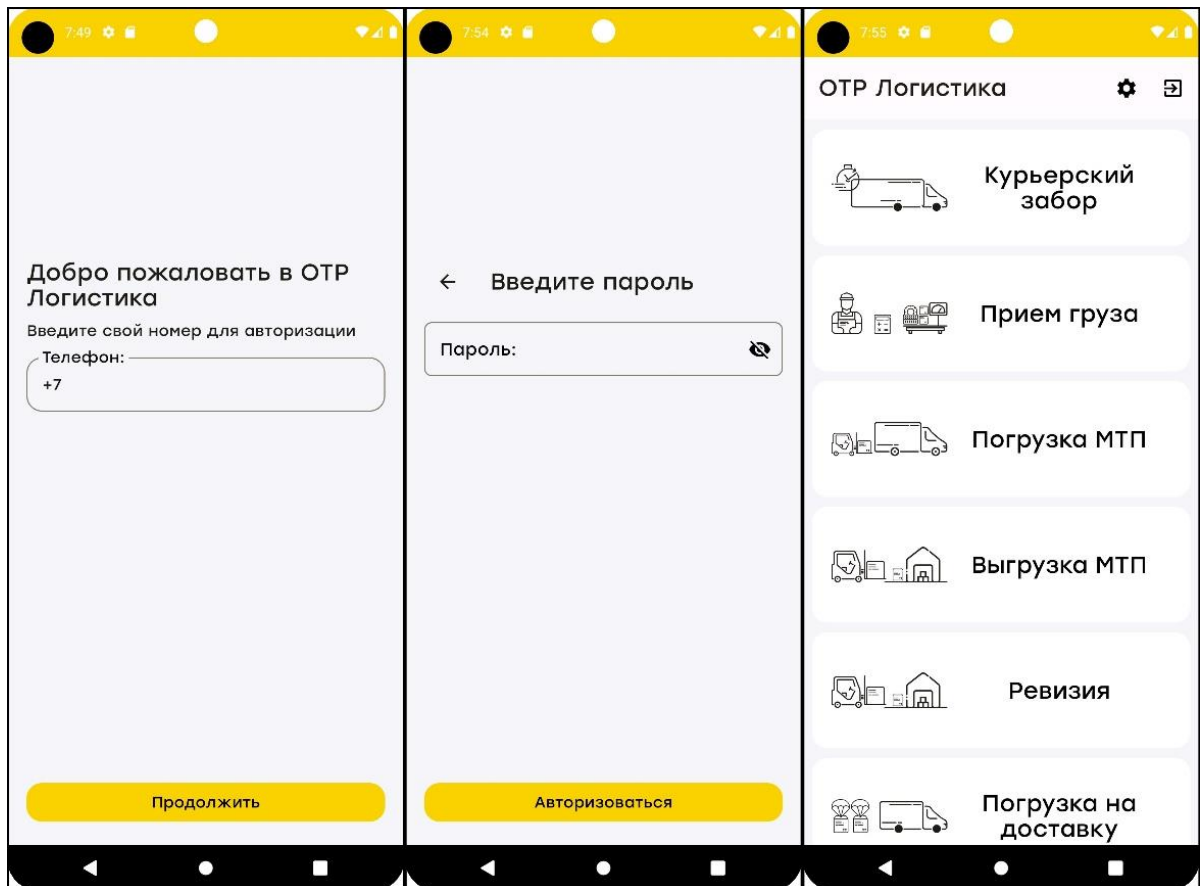 7:49
Добро пожаловать в ОТР
Логистика
Введите свой номер для авторизации
Телефон:
+7
Продолжить
7:54
Введите пароль
Пароль:
Авторизоваться
7:55
ОТР Логистика
Курьерский
забор
Прием груза
Погрузка МТП
Выгрузка МТП
Ревизия
Погрузка на
доставку